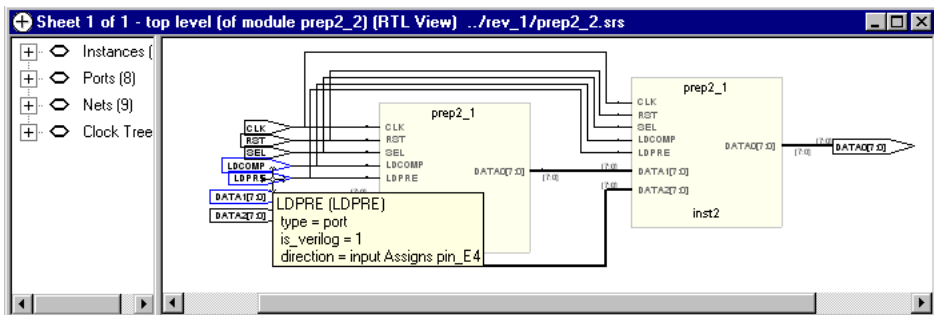 Sheet 1 of 1 - top level (of module prep2_2) (RTL View) ../rev_1/prep2_2.srs
Instances (
Ports (8)
Nets (9)
Clock Tree
CLK
RST
SEL
LDCOMP
LDPRE
DATA1[7:0]
DATA2[7:0]
prep2_1
CLK
RST
SEL
LDCOMP
LDPRE
DATA0[7:0]
[7:0]
[7:0]
LDPRE (LDPRE)
type = port
is_verilog = 1
direction = input Assigns pin_E4
prep2_1
CLK
RST
SEL
LDCOMP
LDPRE
[7:0]
DATA1[7:0]
[7:0]
DATA2[7:0]
DATA0[7:0]
[7:0]
[7:0]
inst2
DATA0[7:0]